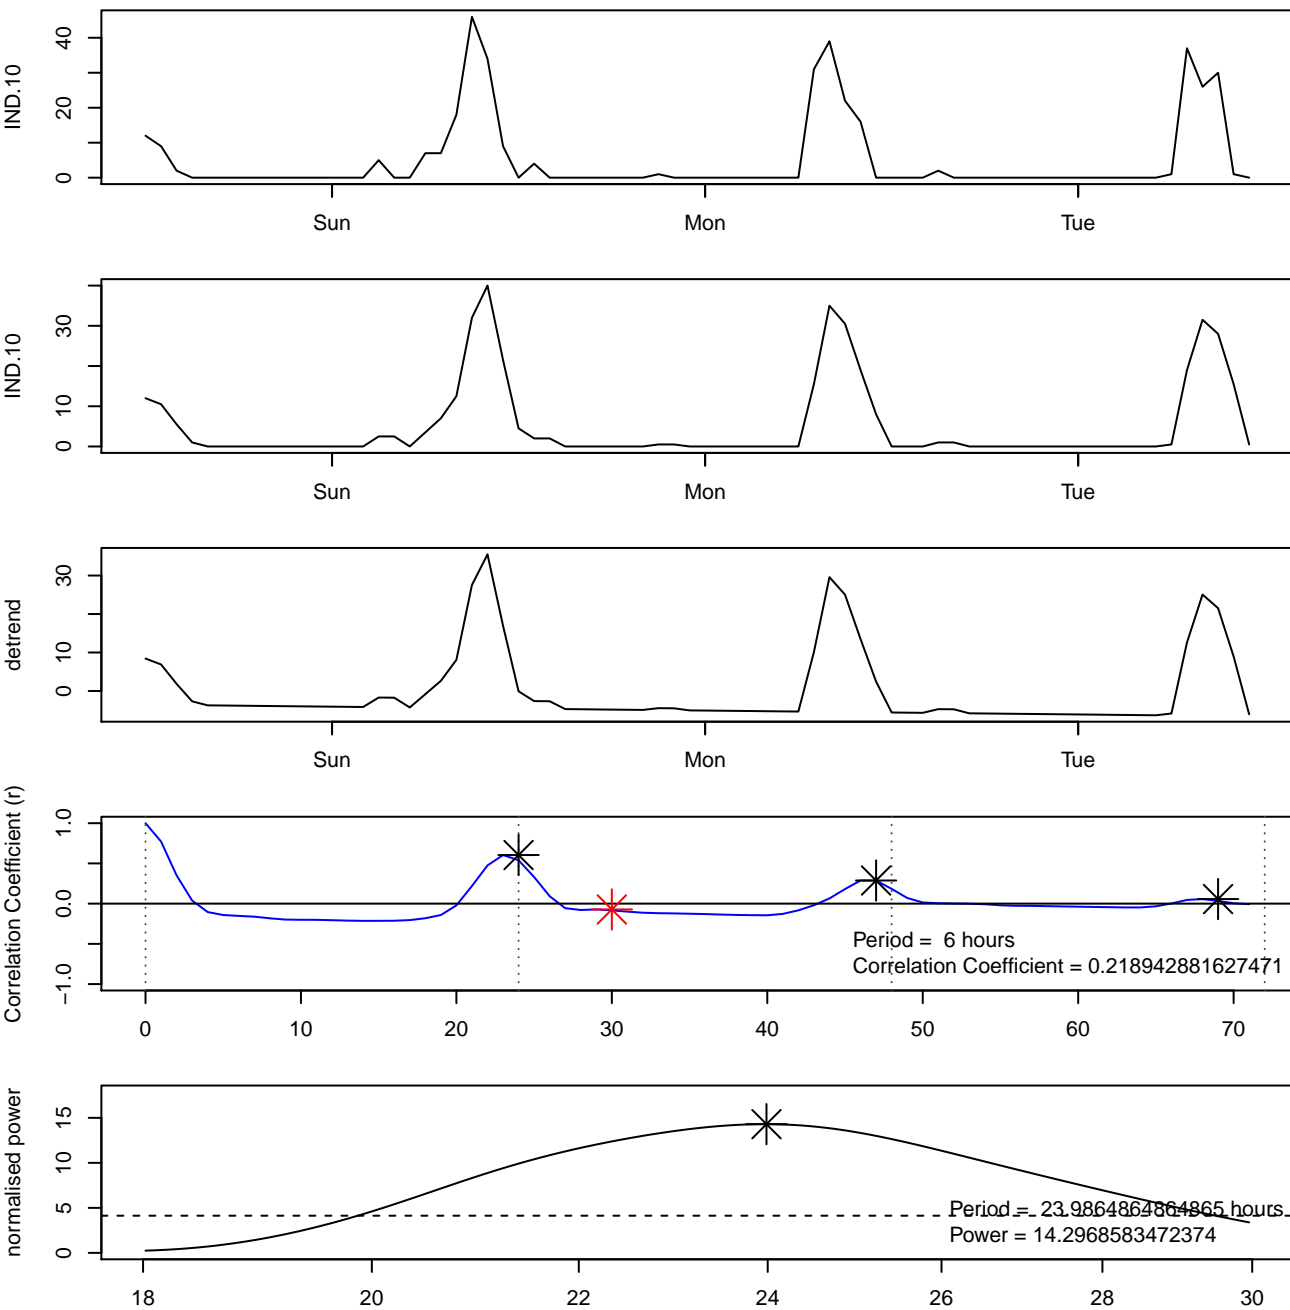 IND.10
0
20
40
Sun
Mon
Tue
IND.10
0
10
30
Sun
Mon
Tue
detrend
0
10
30
Sun
Mon
Tue
Correlation Coefficient (r)
−1.0
0.0
1.0
Period =  6 hours
Correlation Coefficient = 0.218942881627471
0
10
20
30
40
50
60
70
normalised power
0
5
10
15
Period =  23.9864864864865 hours
Power = 14.2968583472374
18
20
22
24
26
28
30